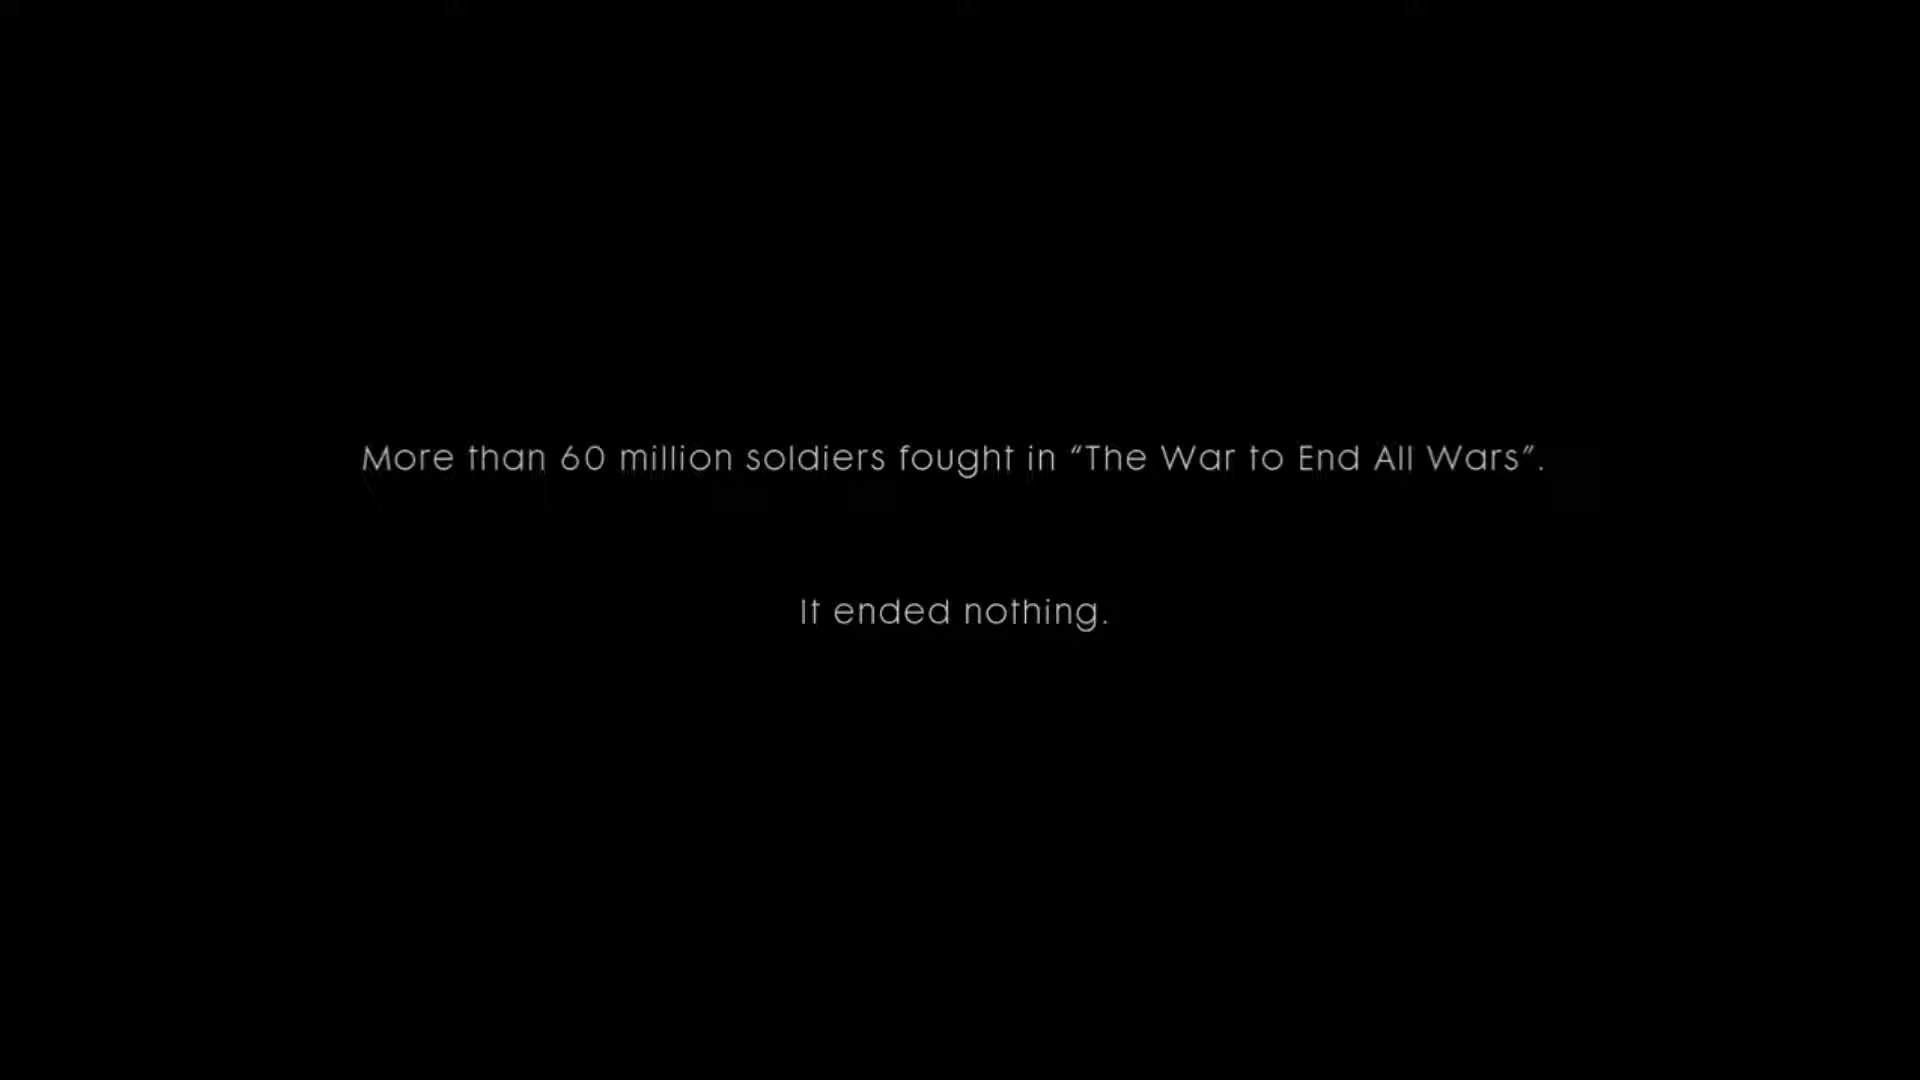 More than 60 million soldiers fought in “The War to End All Wars”.
It ended nothing.